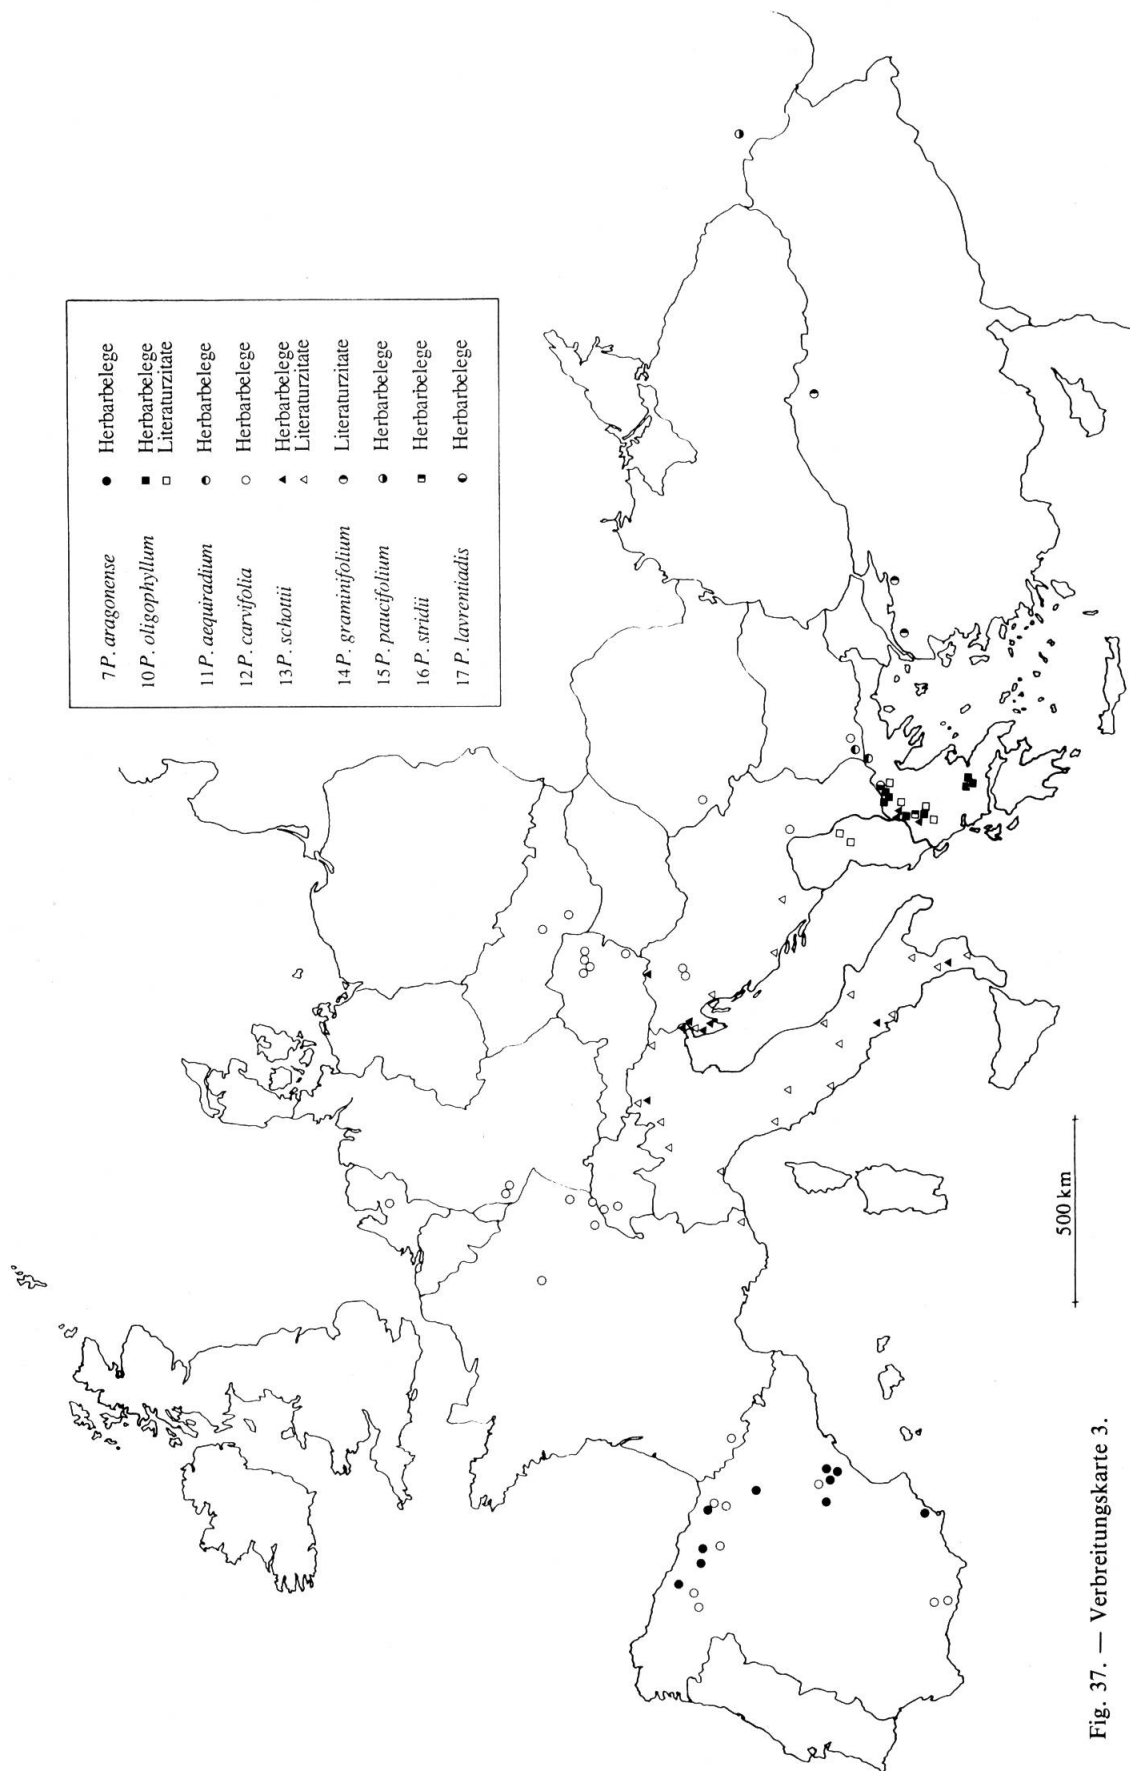 7 P. aragonense ● Herbarbelege
10 P. oligophyllum ■ Herbarbelege
□ Literaturzitate
11 P. aequiradium ◓ Herbarbelege
12 P. carvifolia ○ Herbarbelege
13 P. schottii ▲ Herbarbelege
△ Literaturzitate
14 P. graminifolium ◑ Literaturzitate
15 P. paucifolium ◒ Herbarbelege
16 P. stridii ◨ Herbarbelege
17 P. lavrentiadis ◐ Herbarbelege
500 km
Fig. 37. — Verbreitungskarte 3.